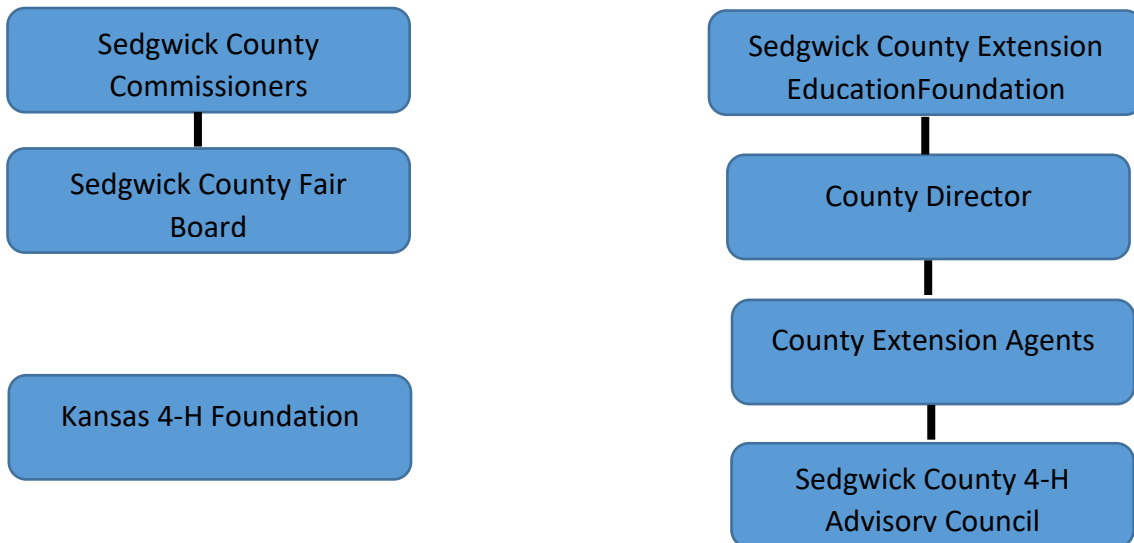 Sedgwick County
Commissioners
Sedgwick County Fair
Board
Kansas 4-H Foundation
Sedgwick County Extension
EducationFoundation
County Director
County Extension Agents
Sedgwick County 4-H
Advisory Council